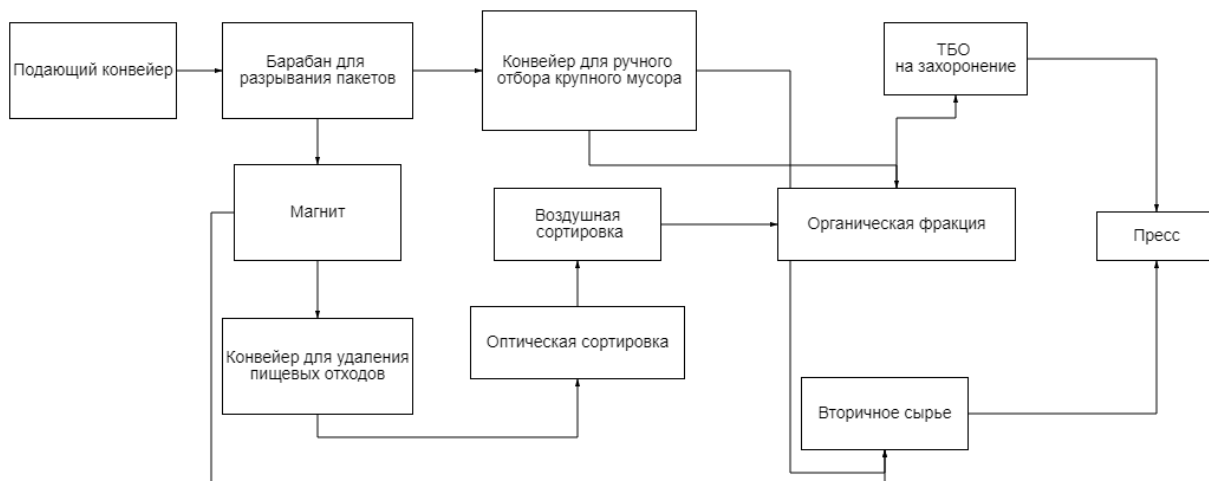 Подающий конвейер
Барабан для
разрывания пакетов
Конвейер для ручного
отбора крупного мусора
ТБО
на захоронение
Магнит
Воздушная
сортировка
Органическая фракция
Пресс
Конвейер для удаления
пищевых отходов
Оптическая сортировка
Вторичное сырье